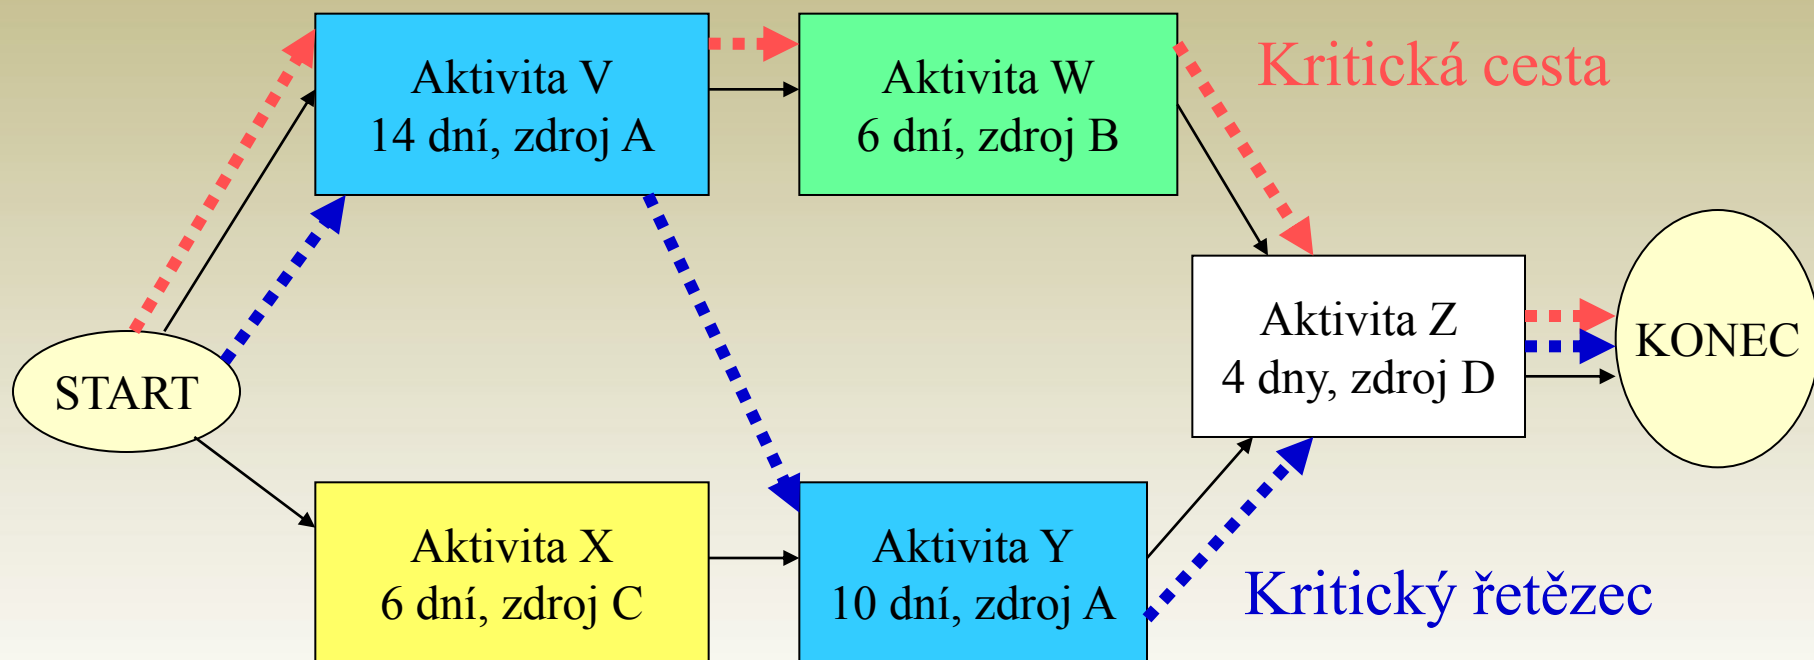 Aktivita V
14 dní, zdroj A
Aktivita W
6 dní, zdroj B
Kritická cesta
START
Aktivita Z
4 dny, zdroj D
KONEC
Aktivita X
6 dní, zdroj C
Aktivita Y
10 dní, zdroj A
Kritický řetězec